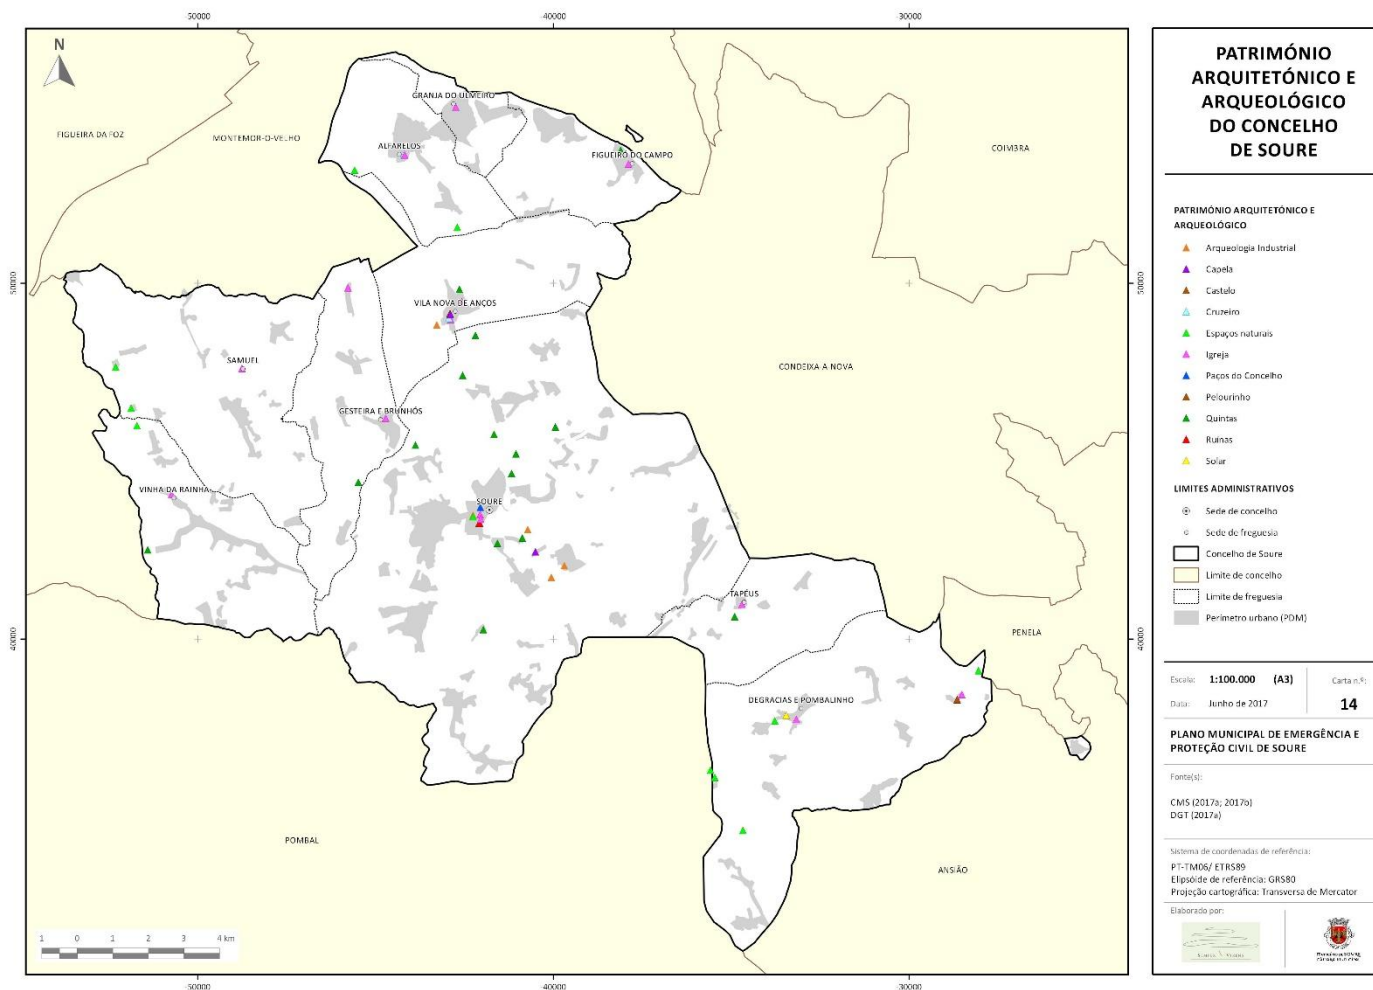 -50000
-40000
-30000
N
FIGUEIRA DA FOZ
MONTEMOR-O-VELHO
GRANJA DO ULMEIRO
ALFARELOS
FIGUEIRÓ DO CAMPO
50000
50000
VILA NOVA DE ANÇOS
SAMUEL
CONDEIXA A NOVA
GESTEIRA E BRUNHÓS
VINHA DA RAINHA
SOURE
TAPÉUS
40000
40000
PENELA
DEGRACIAS E POMBALINHO
POMBAL
ANSIÃO
1 0 1 2 3 4 km
-50000
-40000
-30000
PATRIMÓNIO
ARQUITETÓNICO E
ARQUEOLÓGICO
DO CONCELHO
DE SOURE
PATRIMÓNIO ARQUITETÓNICO E
ARQUEOLÓGICO
Arqueologia Industrial
Capela
Castelo
Cruzeiro
Espaços naturais
Igreja
Paços do Concelho
Pelourinho
Quintas
Ruínas
Solar
LIMITES ADMINISTRATIVOS
Sede de concelho
Sede de freguesia
Concelho de Soure
Limite de concelho
Limite de freguesia
Perímetro urbano (PDM)
Escala: 1:100.000 (A3)
Carta n.º:
Data: Junho de 2017
14
PLANO MUNICIPAL DE EMERGÊNCIA E
PROTEÇÃO CIVIL DE SOURE
Fonte(s):
CMS (2017a; 2017b)
DGT (2017a)
Sistema de coordenadas de referência:
PT-TM06/ ETRS89
Elipsóide de referência: GRS80
Projeção cartográfica: Transversa de Mercator
Elaborado por: